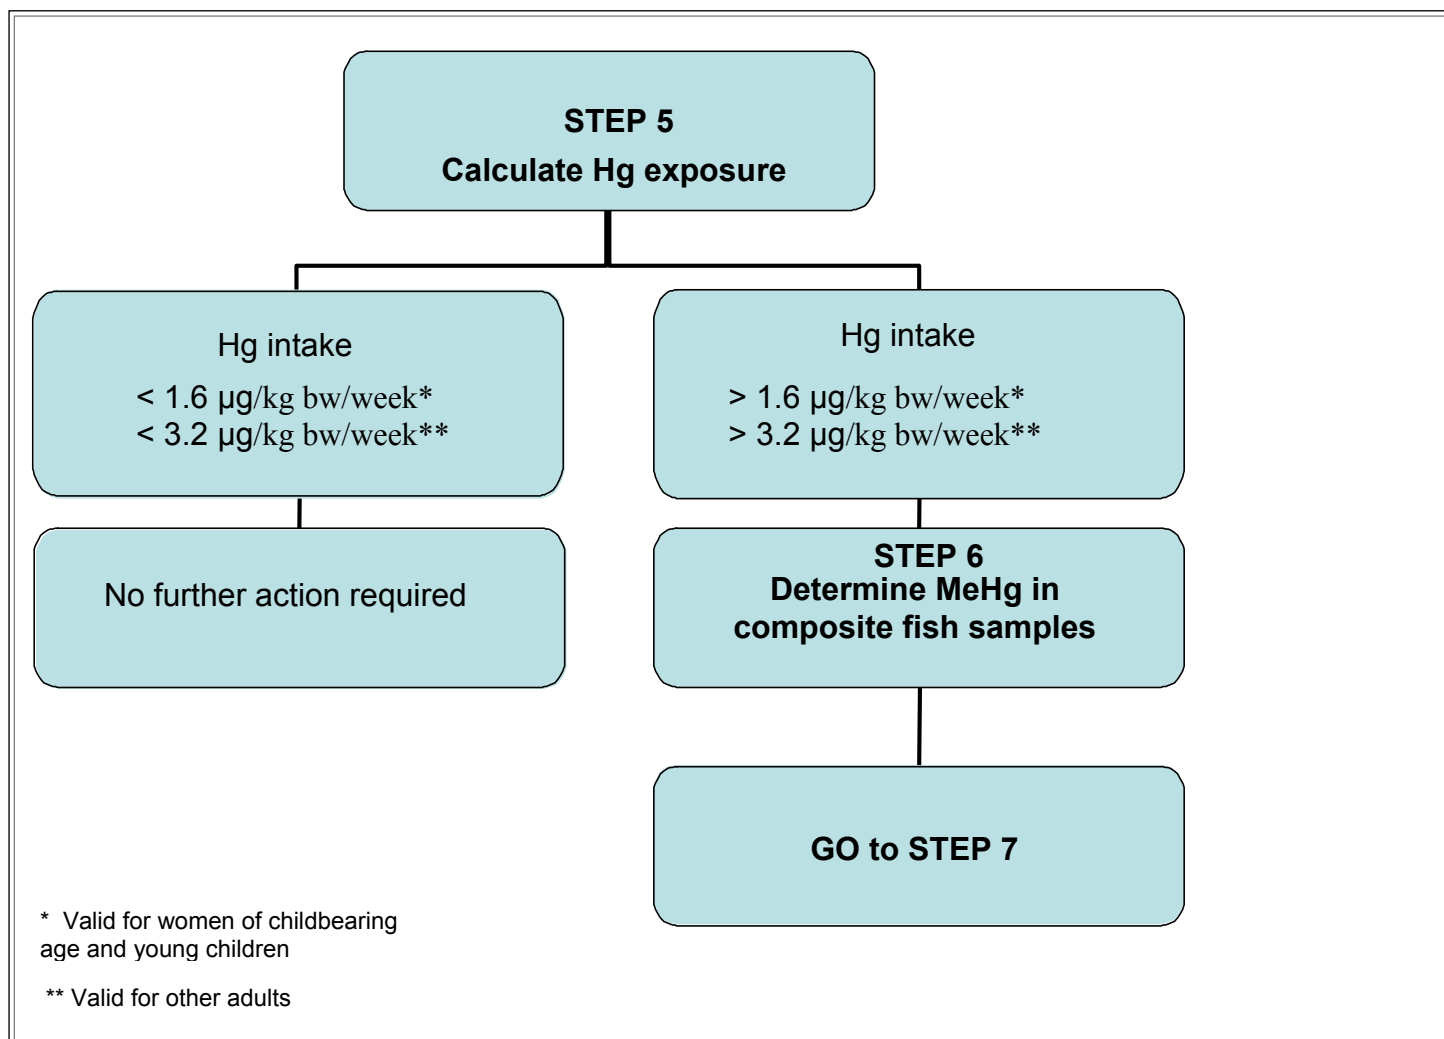 STEP 5
Calculate Hg exposure
Hg intake
< 1.6 µg/kg bw/week*
< 3.2 µg/kg bw/week**
Hg intake
> 1.6 µg/kg bw/week*
> 3.2 µg/kg bw/week**
No further action required
STEP 6
Determine MeHg in
composite fish samples
GO to STEP 7
* Valid for women of childbearing
age and young children
** Valid for other adults